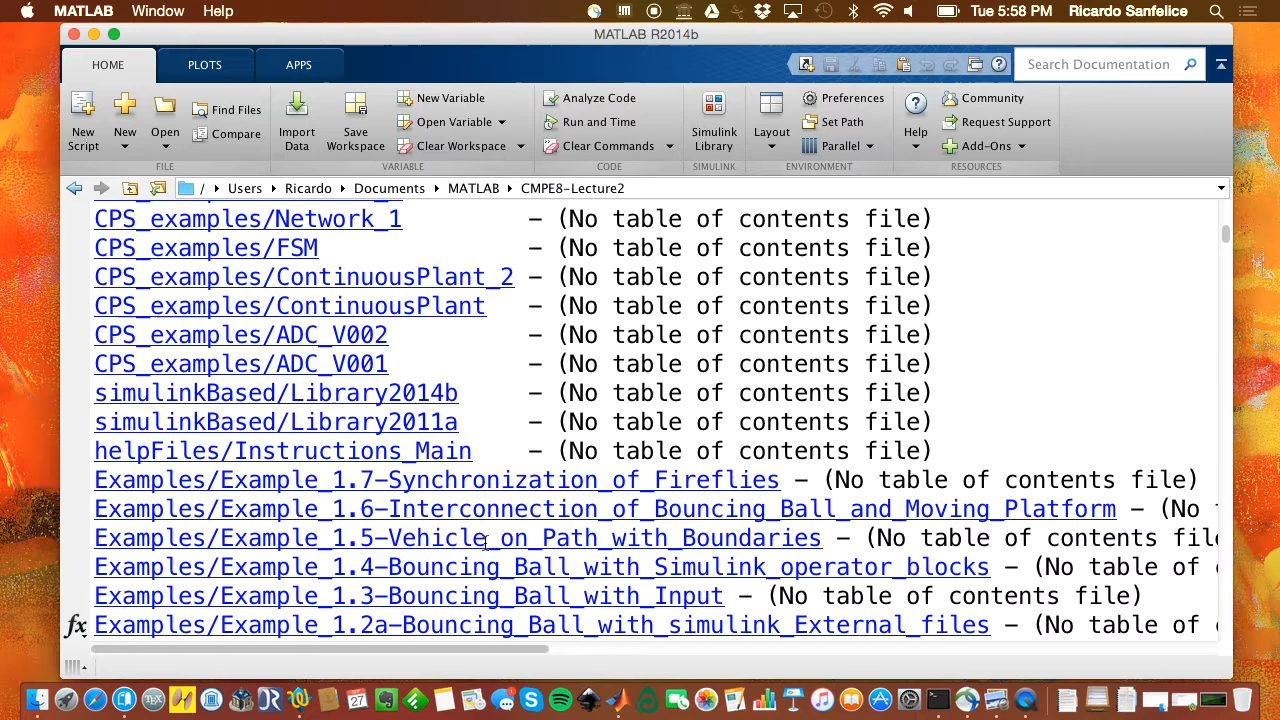 MATLAB Window Help Tue 5:58 PM Ricardo Sanfelice
MATLAB R2014b
HOME PLOTS APPS Search Documentation
New Script New Open Find Files Compare Import Data Save Workspace New Variable Open Variable Clear Workspace Analyze Code Run and Time Clear Commands Simulink Library Layout Preferences Set Path Parallel Help Community Request Support Add-Ons
FILE VARIABLE CODE SIMULINK ENVIRONMENT RESOURCES
/ Users Ricardo Documents MATLAB CMPE8-Lecture2
CPS_examples/Network_1 - (No table of contents file)
CPS_examples/FSM - (No table of contents file)
CPS_examples/ContinuousPlant_2 - (No table of contents file)
CPS_examples/ContinuousPlant - (No table of contents file)
CPS_examples/ADC_V002 - (No table of contents file)
CPS_examples/ADC_V001 - (No table of contents file)
simulinkBased/Library2014b - (No table of contents file)
simulinkBased/Library2011a - (No table of contents file)
helpFiles/Instructions_Main - (No table of contents file)
Examples/Example_1.7-Synchronization_of_Fireflies - (No table of contents file)
Examples/Example_1.6-Interconnection_of_Bouncing_Ball_and_Moving_Platform - (No
Examples/Example_1.5-Vehicle_on_Path_with_Boundaries - (No table of contents file
Examples/Example_1.4-Bouncing_Ball_with_Simulink_operator_blocks - (No table of
Examples/Example_1.3-Bouncing_Ball_with_Input - (No table of contents file)
fx Examples/Example_1.2a-Bouncing_Ball_with_simulink_External_files - (No table of